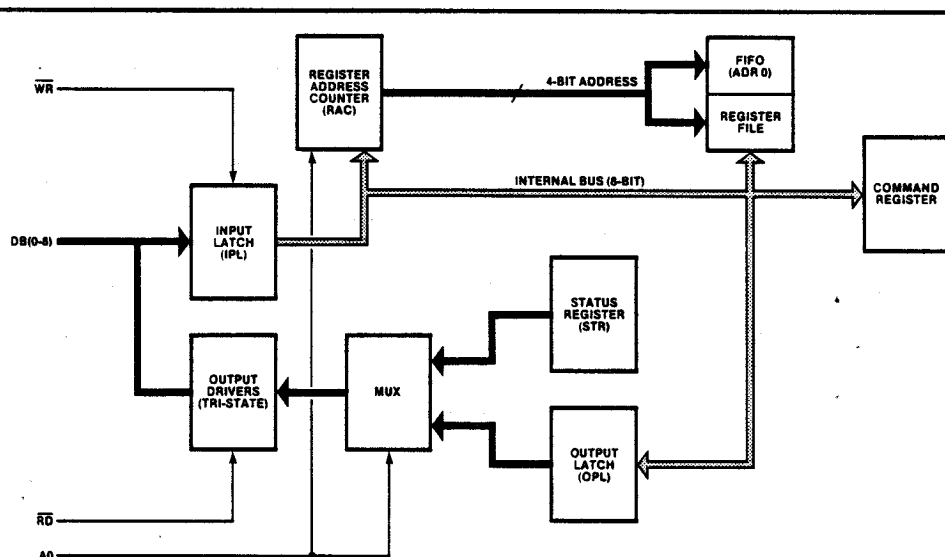 WR
REGISTER
ADDRESS
COUNTER
(RAC)
4-BIT ADDRESS
FIFO
(ADR 0)
REGISTER
FILE
INTERNAL BUS (8-BIT)
COMMAND
REGISTER
DB(0-8)
INPUT
LATCH
(IPL)
STATUS
REGISTER
(STR)
OUTPUT
DRIVERS
(TRI-STATE)
MUX
OUTPUT
LATCH
(OPL)
RD
A0